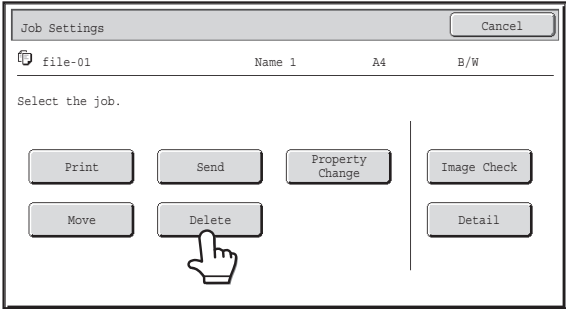 Job Settings Cancel
file-01 Name 1 A4 B/W
Select the job.
Print Send Property Change Image Check
Move Delete Detail